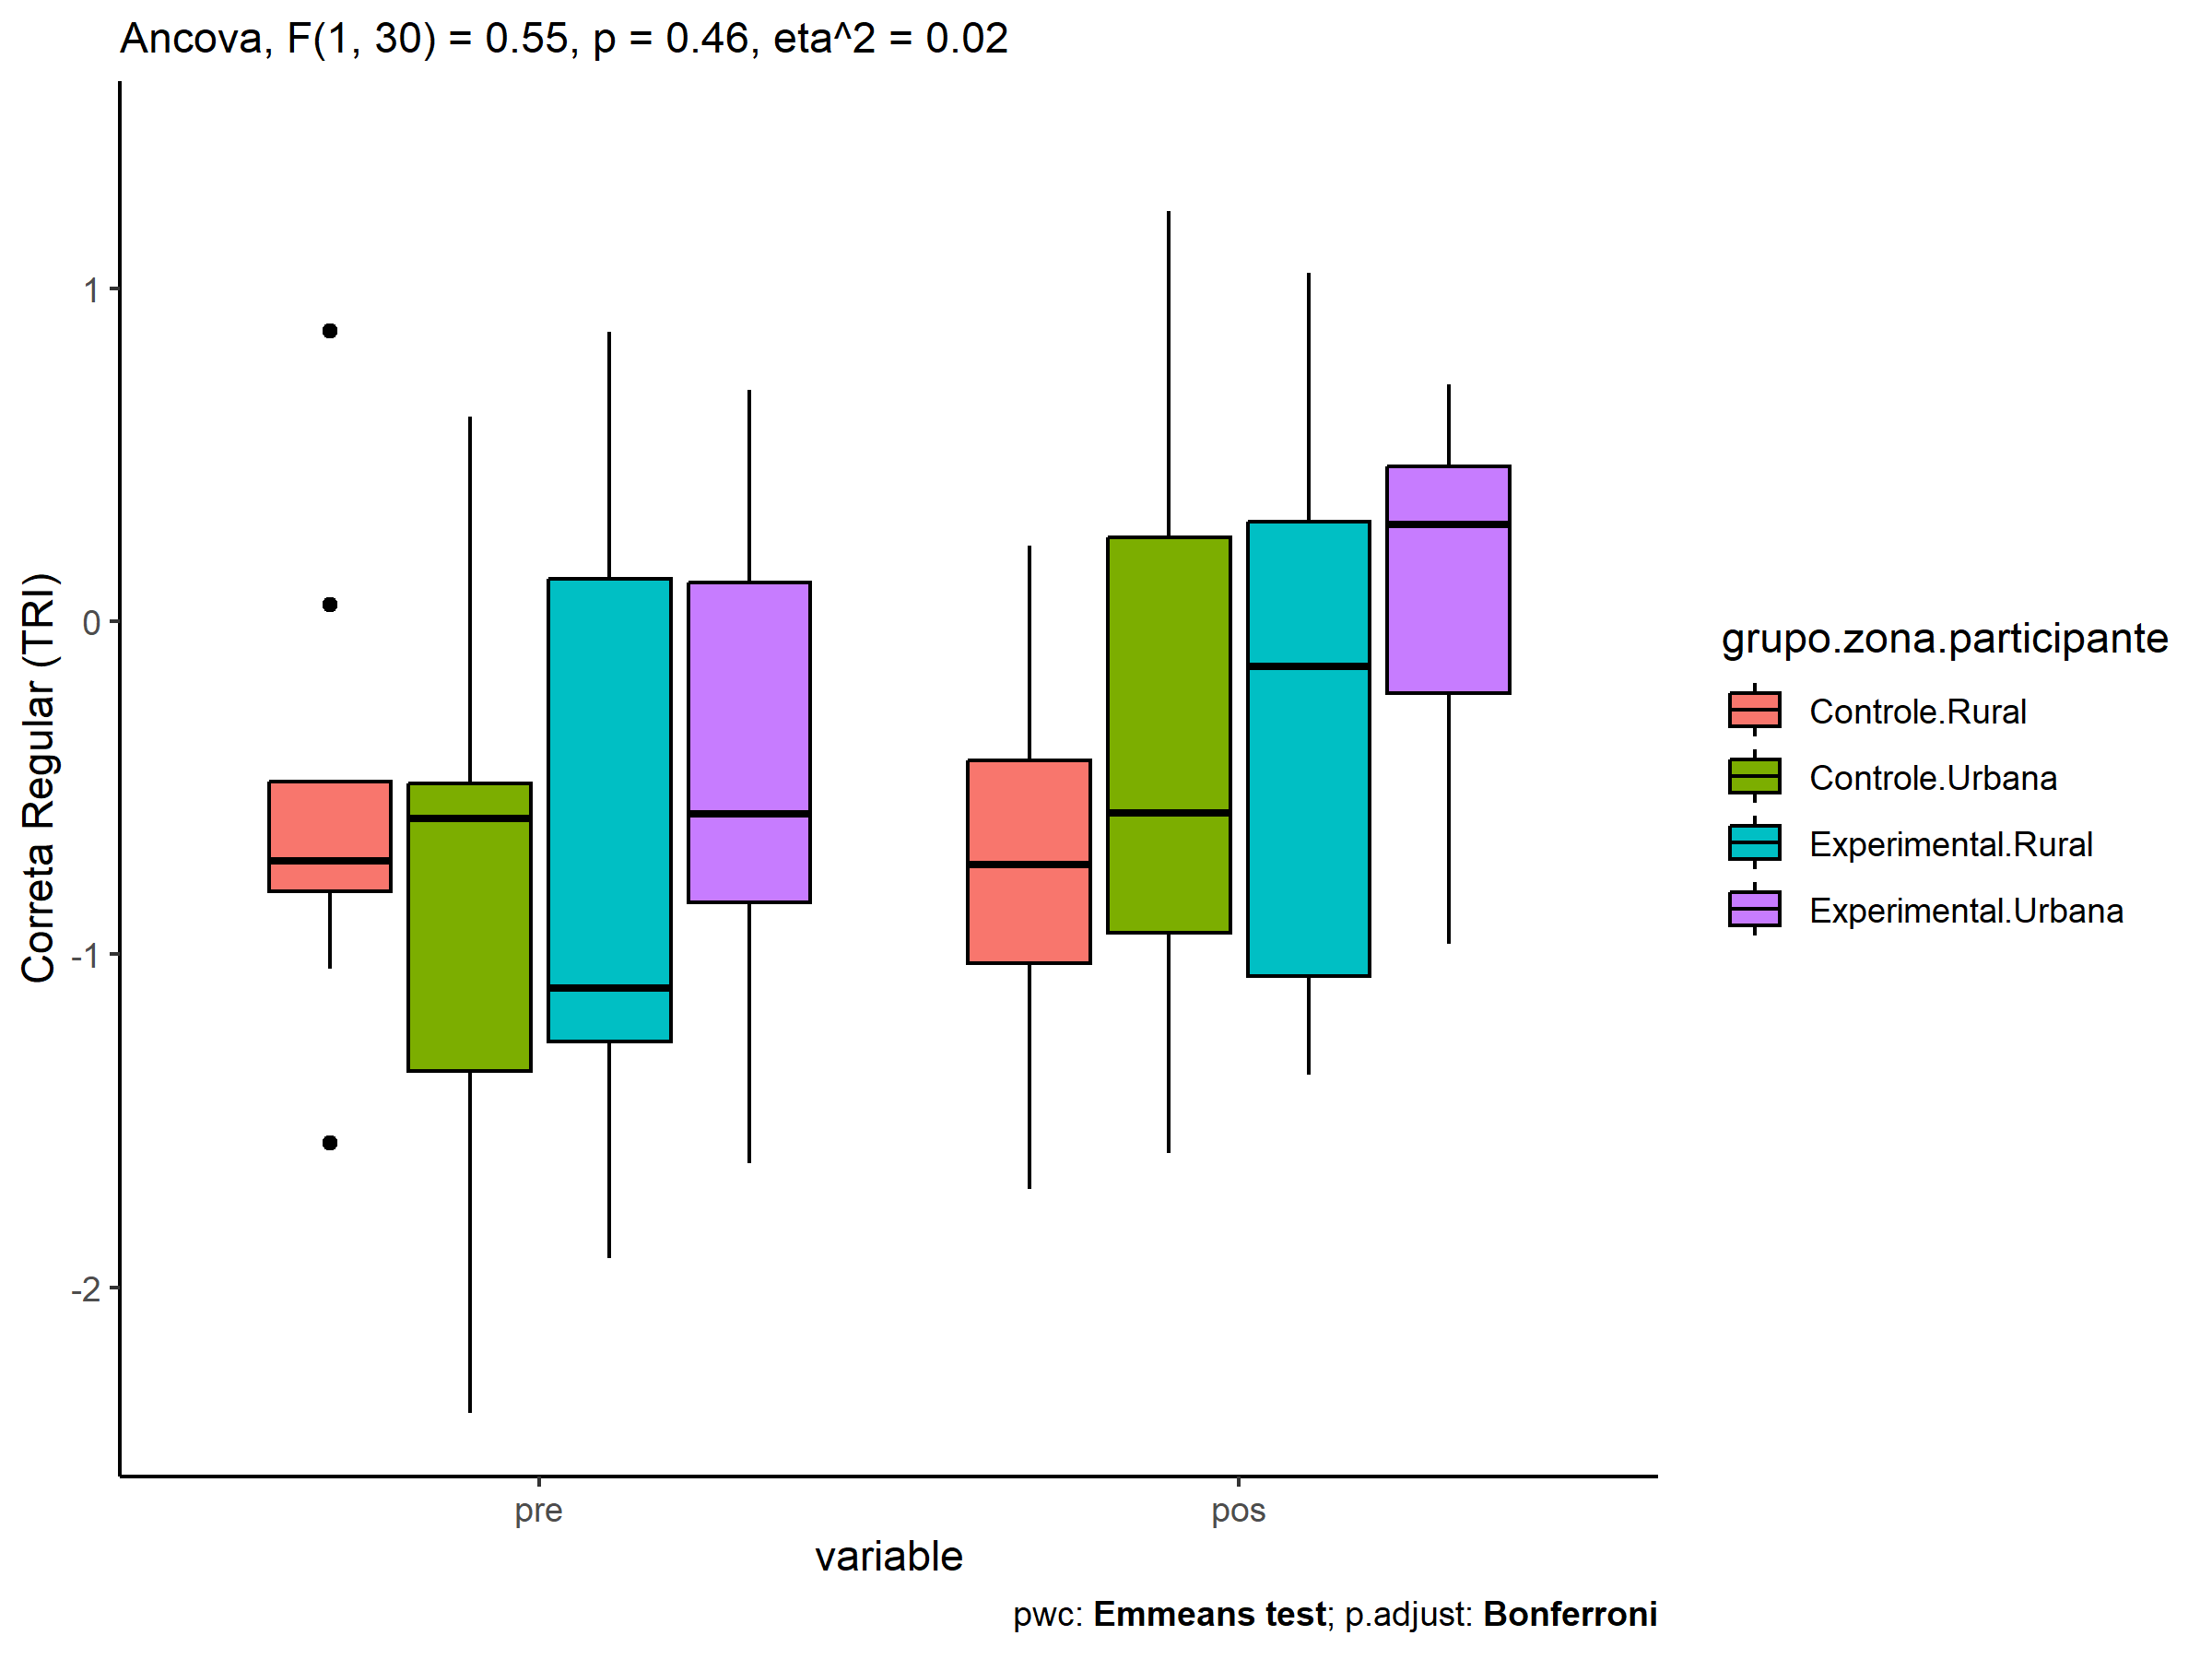 Ancova, F(1, 30) = 0.55, p = 0.46, eta^2 = 0.02
Correta Regular (TRI)
1
0
-1
-2
pre
pos
variable
grupo.zona.participante
Controle.Rural
Controle.Urbana
Experimental.Rural
Experimental.Urbana
pwc: Emmeans test; p.adjust: Bonferroni